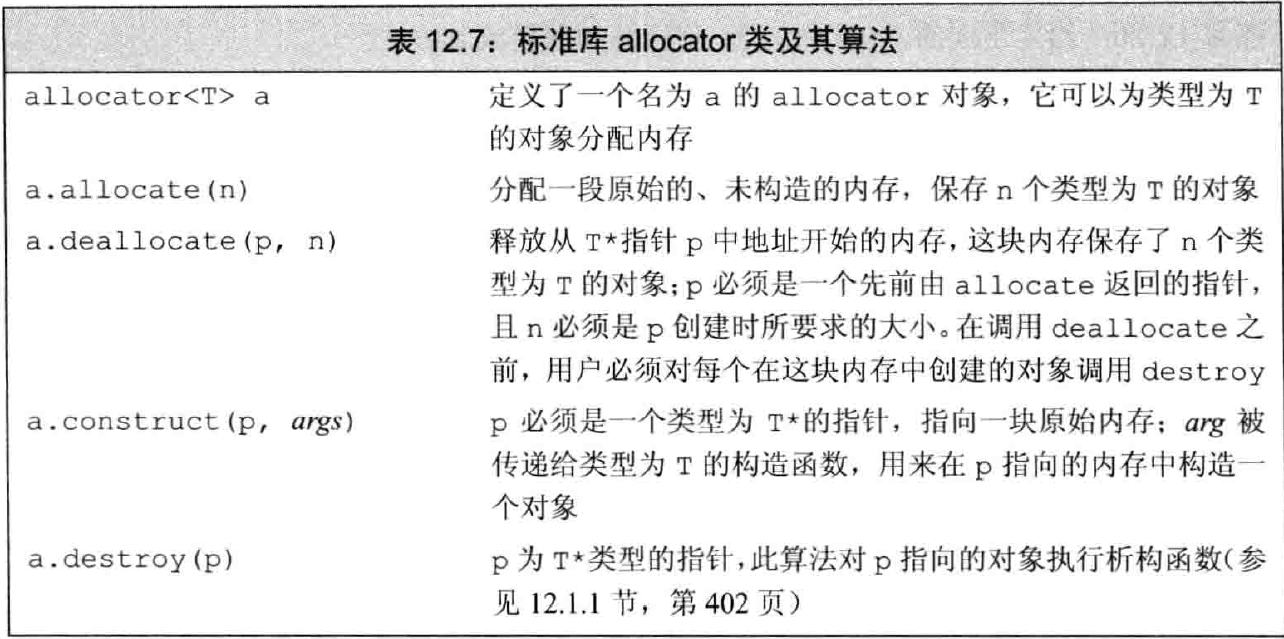 表 12.7：标准库 allocator 类及其算法
allocator<T> a 定义了一个名为 a 的 allocator 对象，它可以为类型为 T
的对象分配内存
a.allocate(n) 分配一段原始的、未构造的内存，保存 n 个类型为 T 的对象
a.deallocate(p, n) 释放从 T*指针 p 中地址开始的内存，这块内存保存了 n 个类
型为 T 的对象；p 必须是一个先前由 allocate 返回的指针，
且 n 必须是 p 创建时所要求的大小。在调用 deallocate 之
前，用户必须对每个在这块内存中创建的对象调用 destroy
a.construct(p, args) p 必须是一个类型为 T*的指针，指向一块原始内存；arg 被
传递给类型为 T 的构造函数，用来在 p 指向的内存中构造一
个对象
a.destroy(p) p 为 T*类型的指针，此算法对 p 指向的对象执行析构函数（参
见 12.1.1 节，第 402 页）